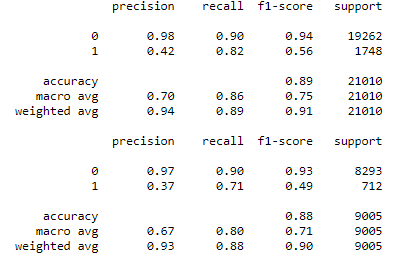 precision recall f1-score support
0 0.98 0.90 0.94 19262
1 0.42 0.82 0.56 1748
accuracy 0.89 21010
macro avg 0.70 0.86 0.75 21010
weighted avg 0.94 0.89 0.91 21010
precision recall f1-score support
0 0.97 0.90 0.93 8293
1 0.37 0.71 0.49 712
accuracy 0.88 9005
macro avg 0.67 0.80 0.71 9005
weighted avg 0.93 0.88 0.90 9005